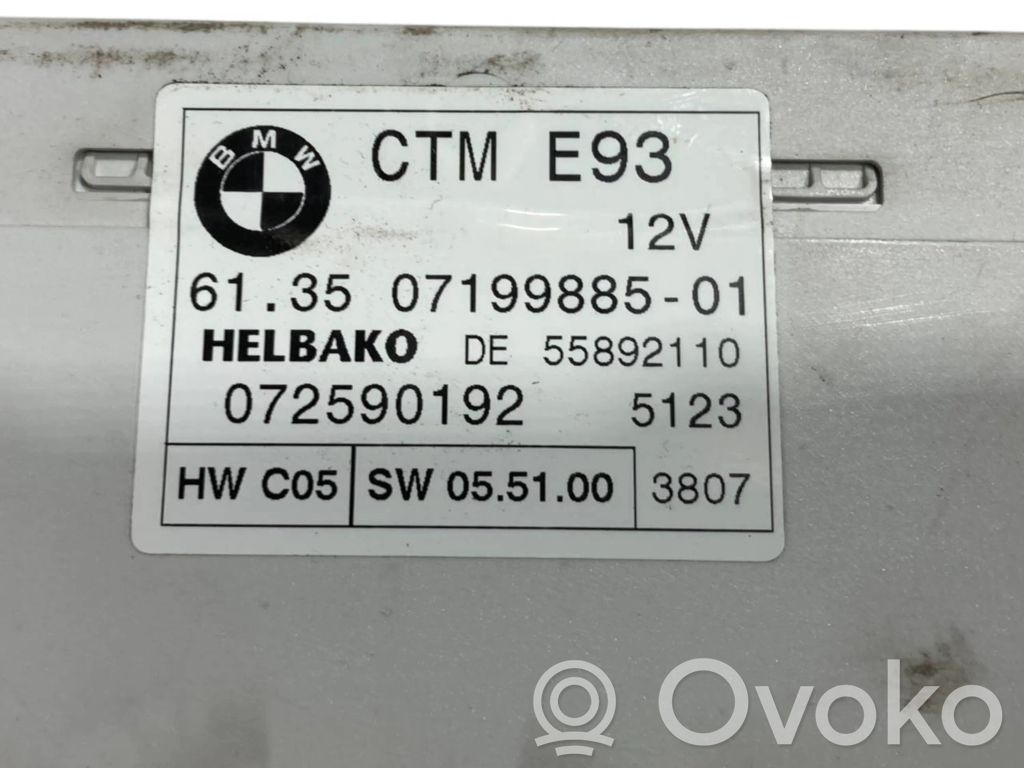 BMW
CTM E93
12V
61.35 07199885-01
HELBAKO DE 55892110
072590192 5123
HW C05 SW 05.51.00 3807
Ovoko